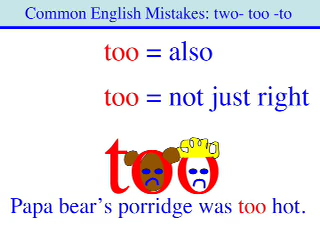 Common English Mistakes: two- too -to
too = also
too = not just right
too
Papa bear's porridge was too hot.